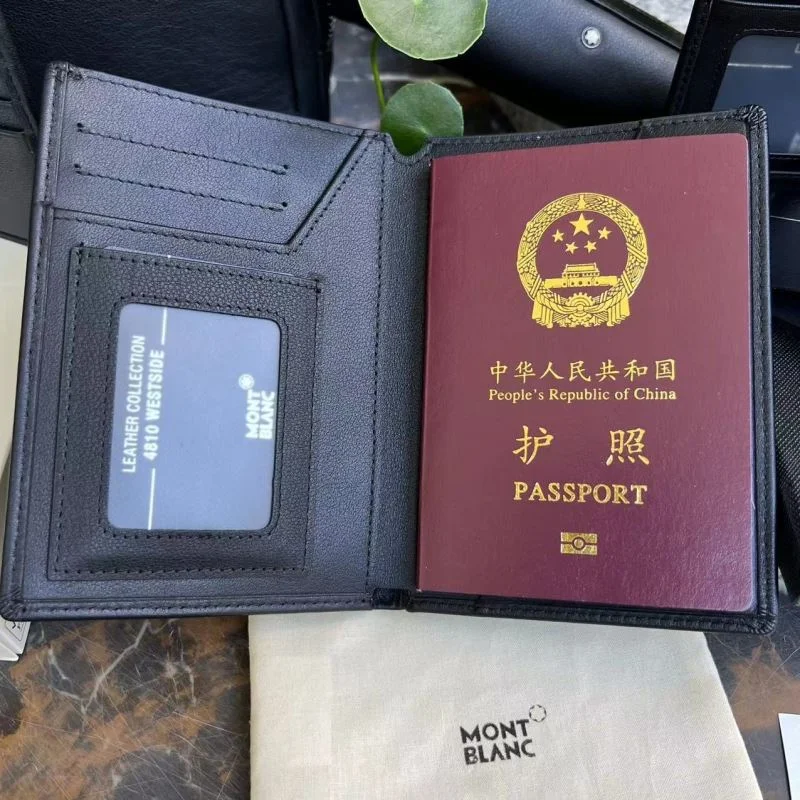 LEATHER COLLECTION
4810 WESTSIDE
MONT
BLANC
中华人民共和国
People's Republic of China
护照
PASSPORT
MONT
BLANC